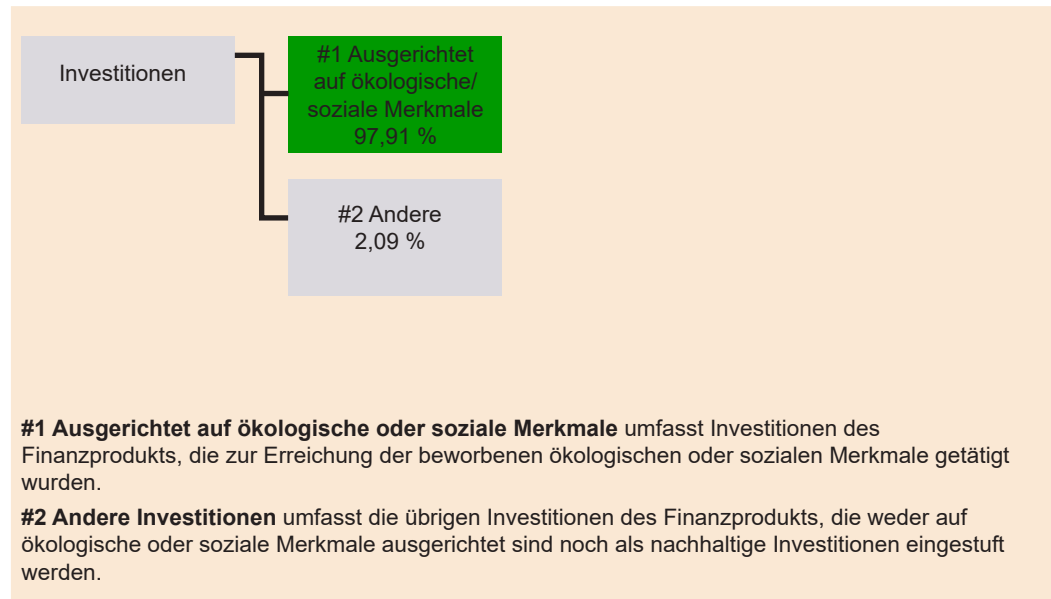 Investitionen
#1 Ausgerichtet
auf ökologische/
soziale Merkmale
97,91 %
#2 Andere
2,09 %
#1 Ausgerichtet auf ökologische oder soziale Merkmale umfasst Investitionen des
Finanzprodukts, die zur Erreichung der beworbenen ökologischen oder sozialen Merkmale getätigt
wurden.
#2 Andere Investitionen umfasst die übrigen Investitionen des Finanzprodukts, die weder auf
ökologische oder soziale Merkmale ausgerichtet sind noch als nachhaltige Investitionen eingestuft
werden.